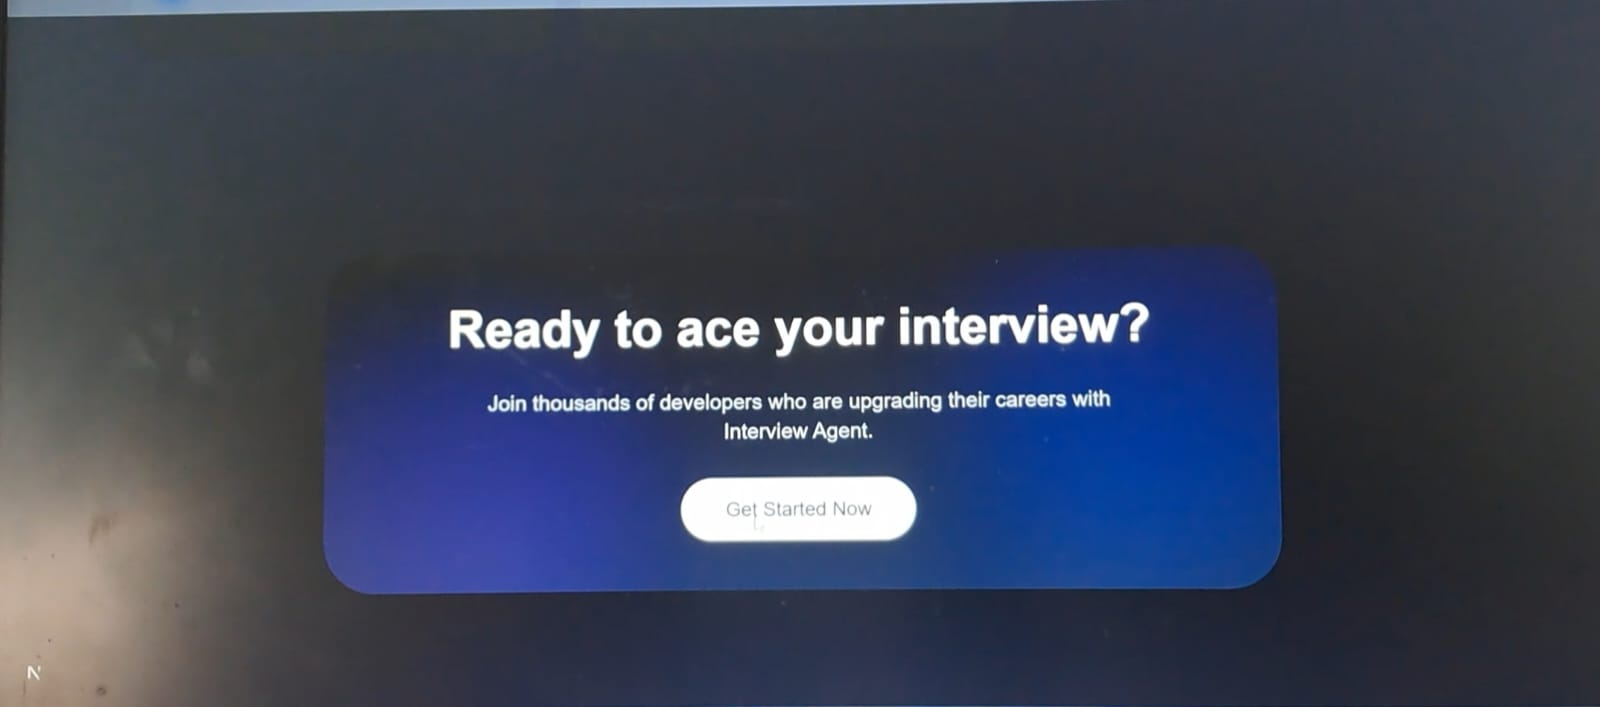 Ready to ace your interview?
Join thousands of developers who are upgrading their careers with
Interview Agent.
Get Started Now
N